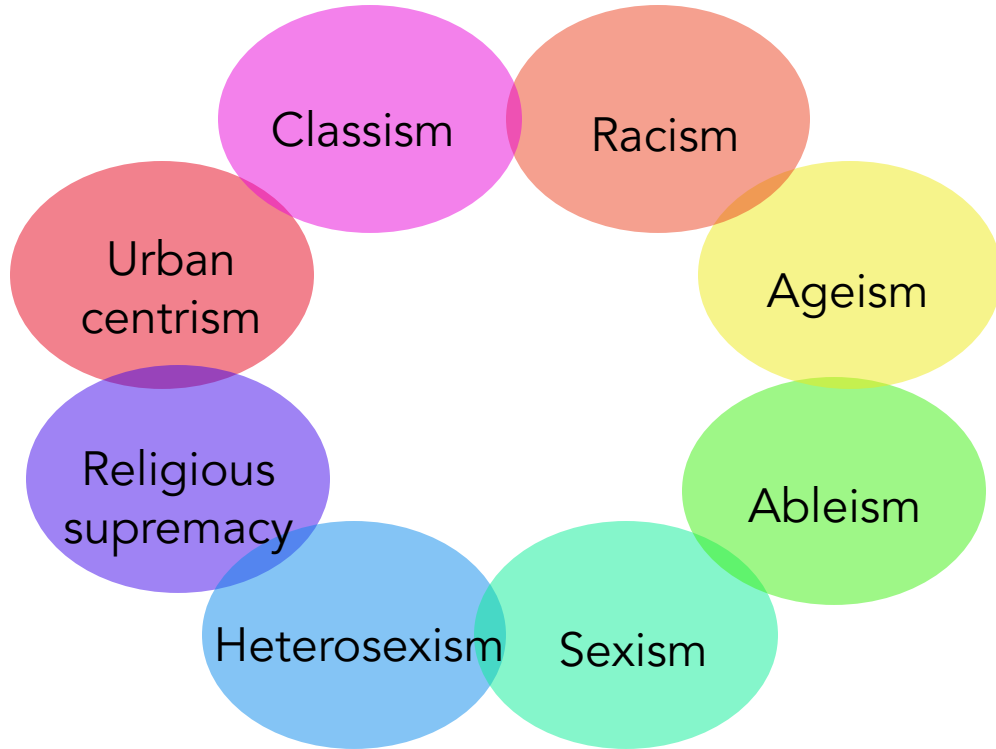 Classism
Racism
Ageism
Ableism
Sexism
Heterosexism
Religious
supremacy
Urban
centrism